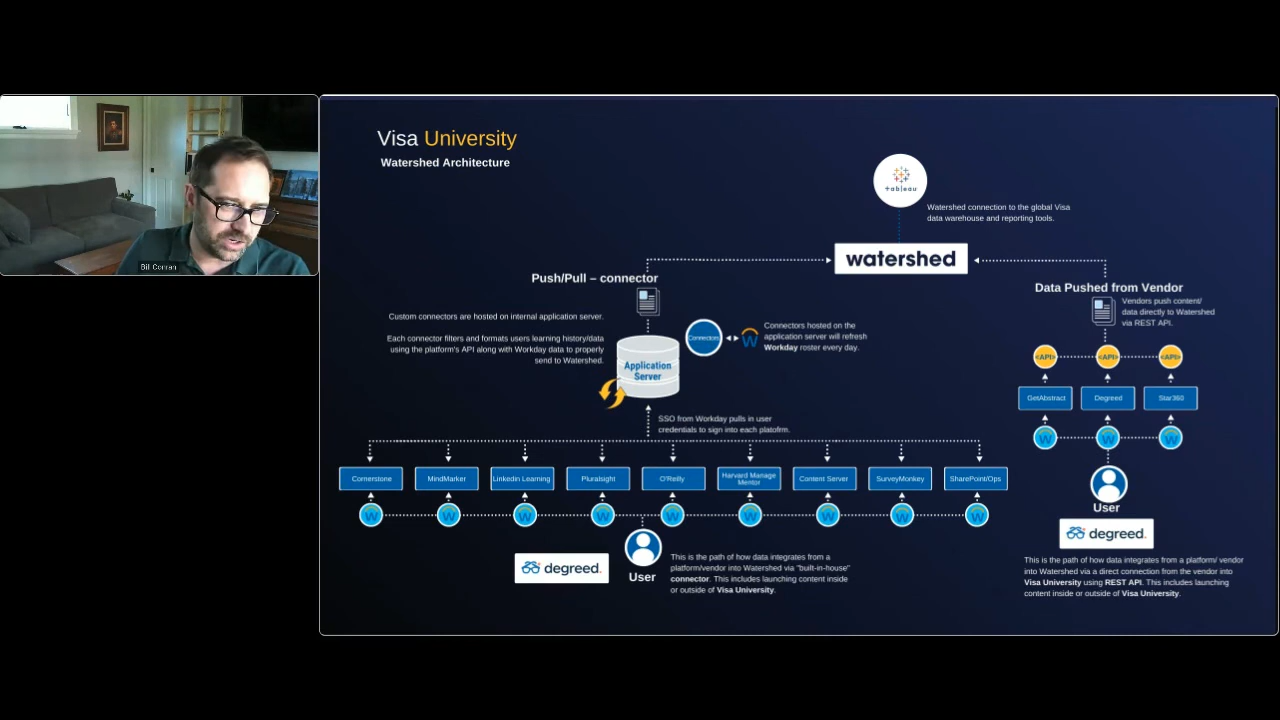 Visa University
Watershed Architecture
+ableau
Watershed connection to the global Visa
data warehouse and reporting tools.
watershed
Push/Pull – connector
Data Pushed from Vendor
Vendors push content/
data directly to Watershed
via REST API.
Custom connectors are hosted on internal application server.
Each connector filters and formats users learning history/data
using the platform's API along with Workday data to properly
send to Watershed.
Application
Server
Connectors
Connectors hosted on the
application server will refresh
Workday roster every day.
<API>
<API>
<API>
GetAbstract
Degreed
Star360
SSO from Workday pulls in user
credentials to sign into each platofrm.
Cornerstone
MindMarker
Linkedin Learning
Pluralsight
O'Reilly
Harvard Manage
Mentor
Content Server
SurveyMonkey
SharePoint/Ops
User
degreed.
This is the path of how data integrates from a
platform/vendor into Watershed via "built-in-house"
connector. This includes launching content inside
or outside of Visa University.
User
degreed.
This is the path of how data integrates from a platform/ vendor
into Watershed via a direct connection from the vendor into
Visa University using REST API. This includes launching
content inside or outside of Visa University.
Bill Conran